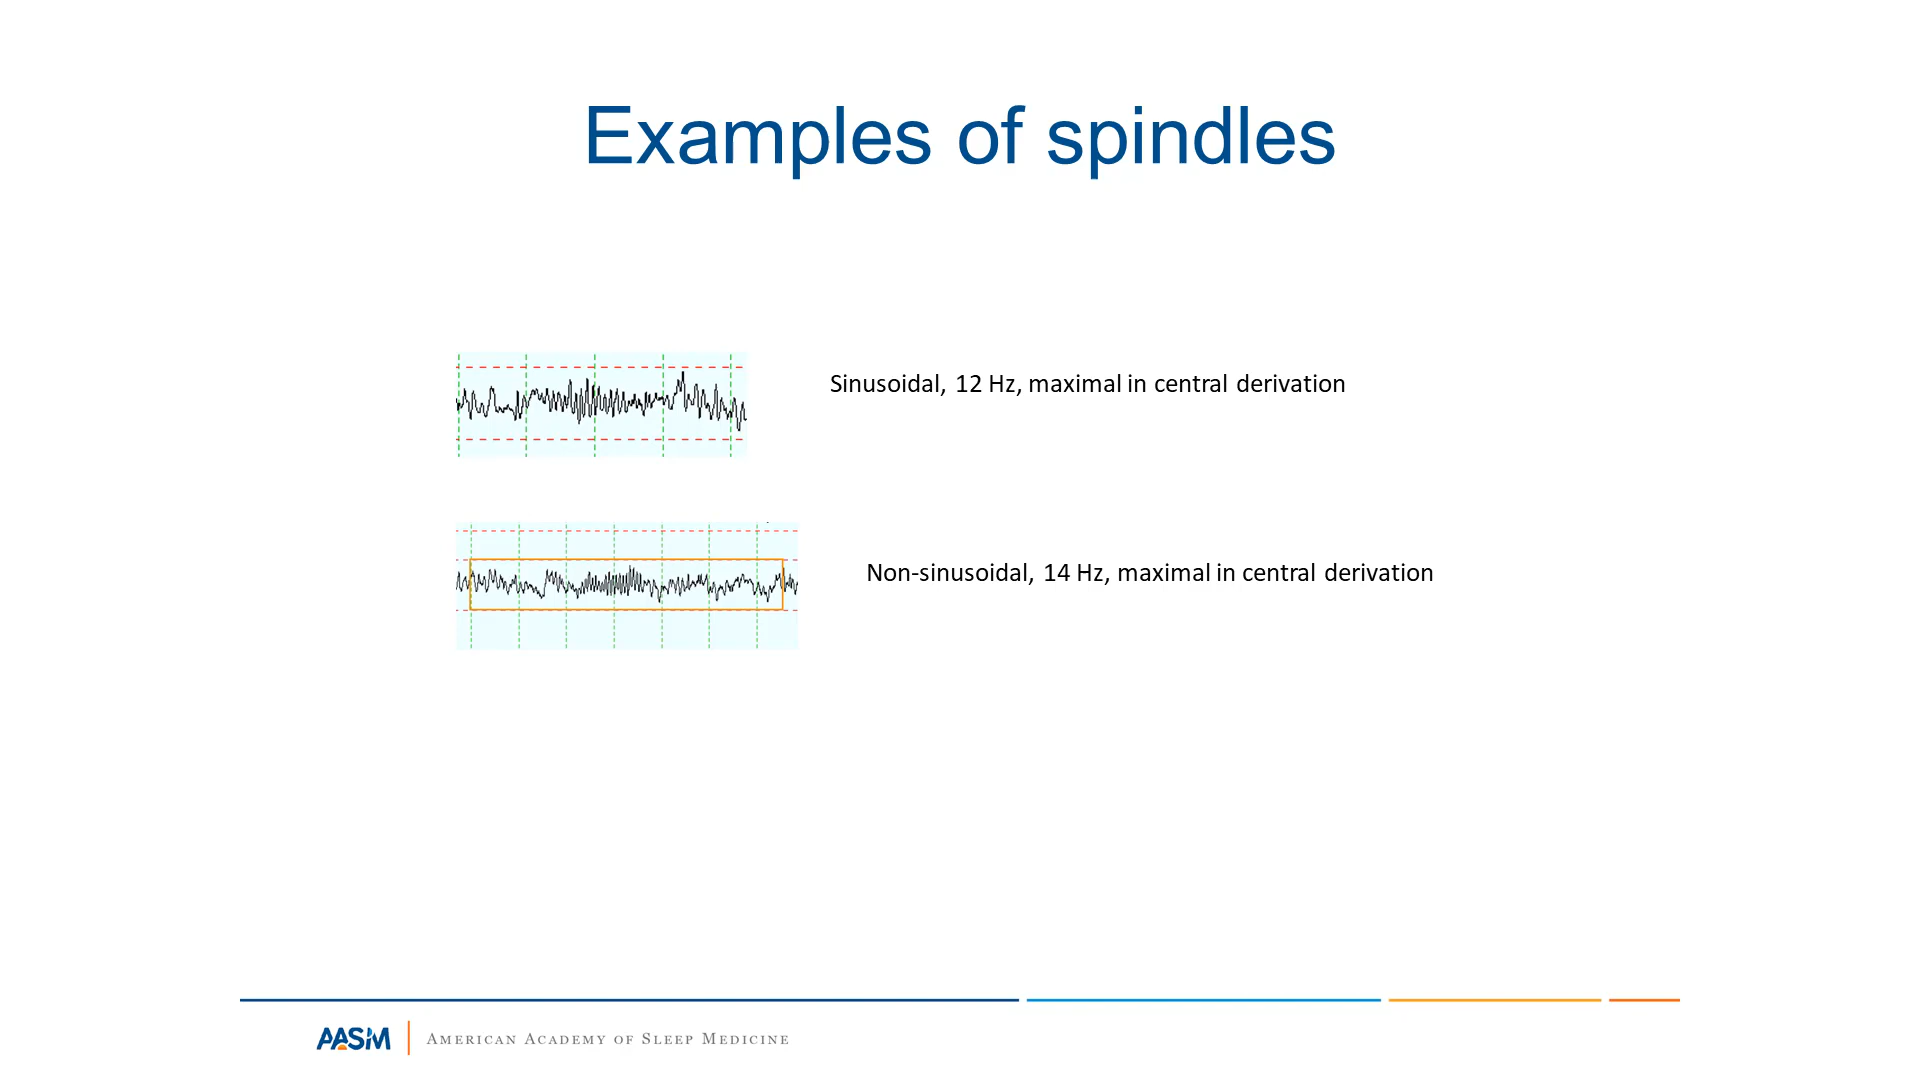 Examples of spindles
Sinusoidal, 12 Hz, maximal in central derivation
Non-sinusoidal, 14 Hz, maximal in central derivation
AASM
AMERICAN ACADEMY OF SLEEP MEDICINE